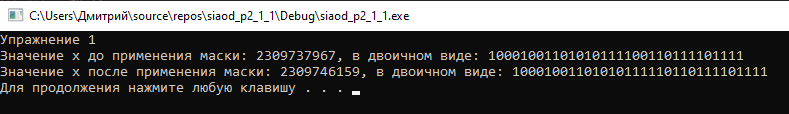 C:\Users\Дмитрий\source\repos\siaod_p2_1_1\Debug\siaod_p2_1_1.exe
Упражнение 1
Значение x до применения маски: 2309737967, в двоичном виде: 10001001101010111100110111101111
Значение x после применения маски: 2309746159, в двоичном виде: 10001001101010111110110111101111
Для продолжения нажмите любую клавишу . . .